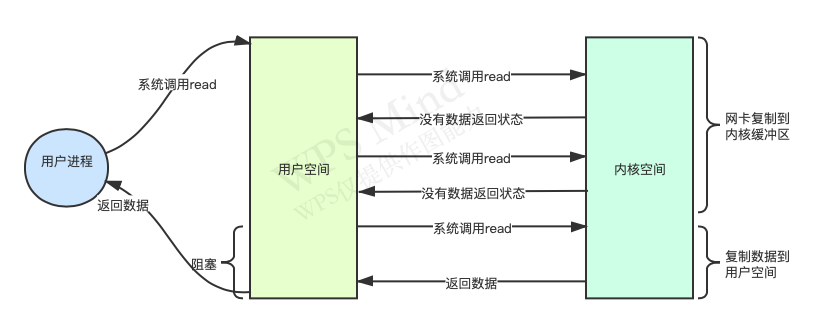 系统调用read
系统调用read
网卡复制到
内核缓冲区
没有数据返回状态
用户进程
用户空间
系统调用read
内核空间
没有数据返回状态
返回数据
系统调用read
阻塞
复制数据到
用户空间
返回数据
WPS Mind
WPS仅提供作图能力